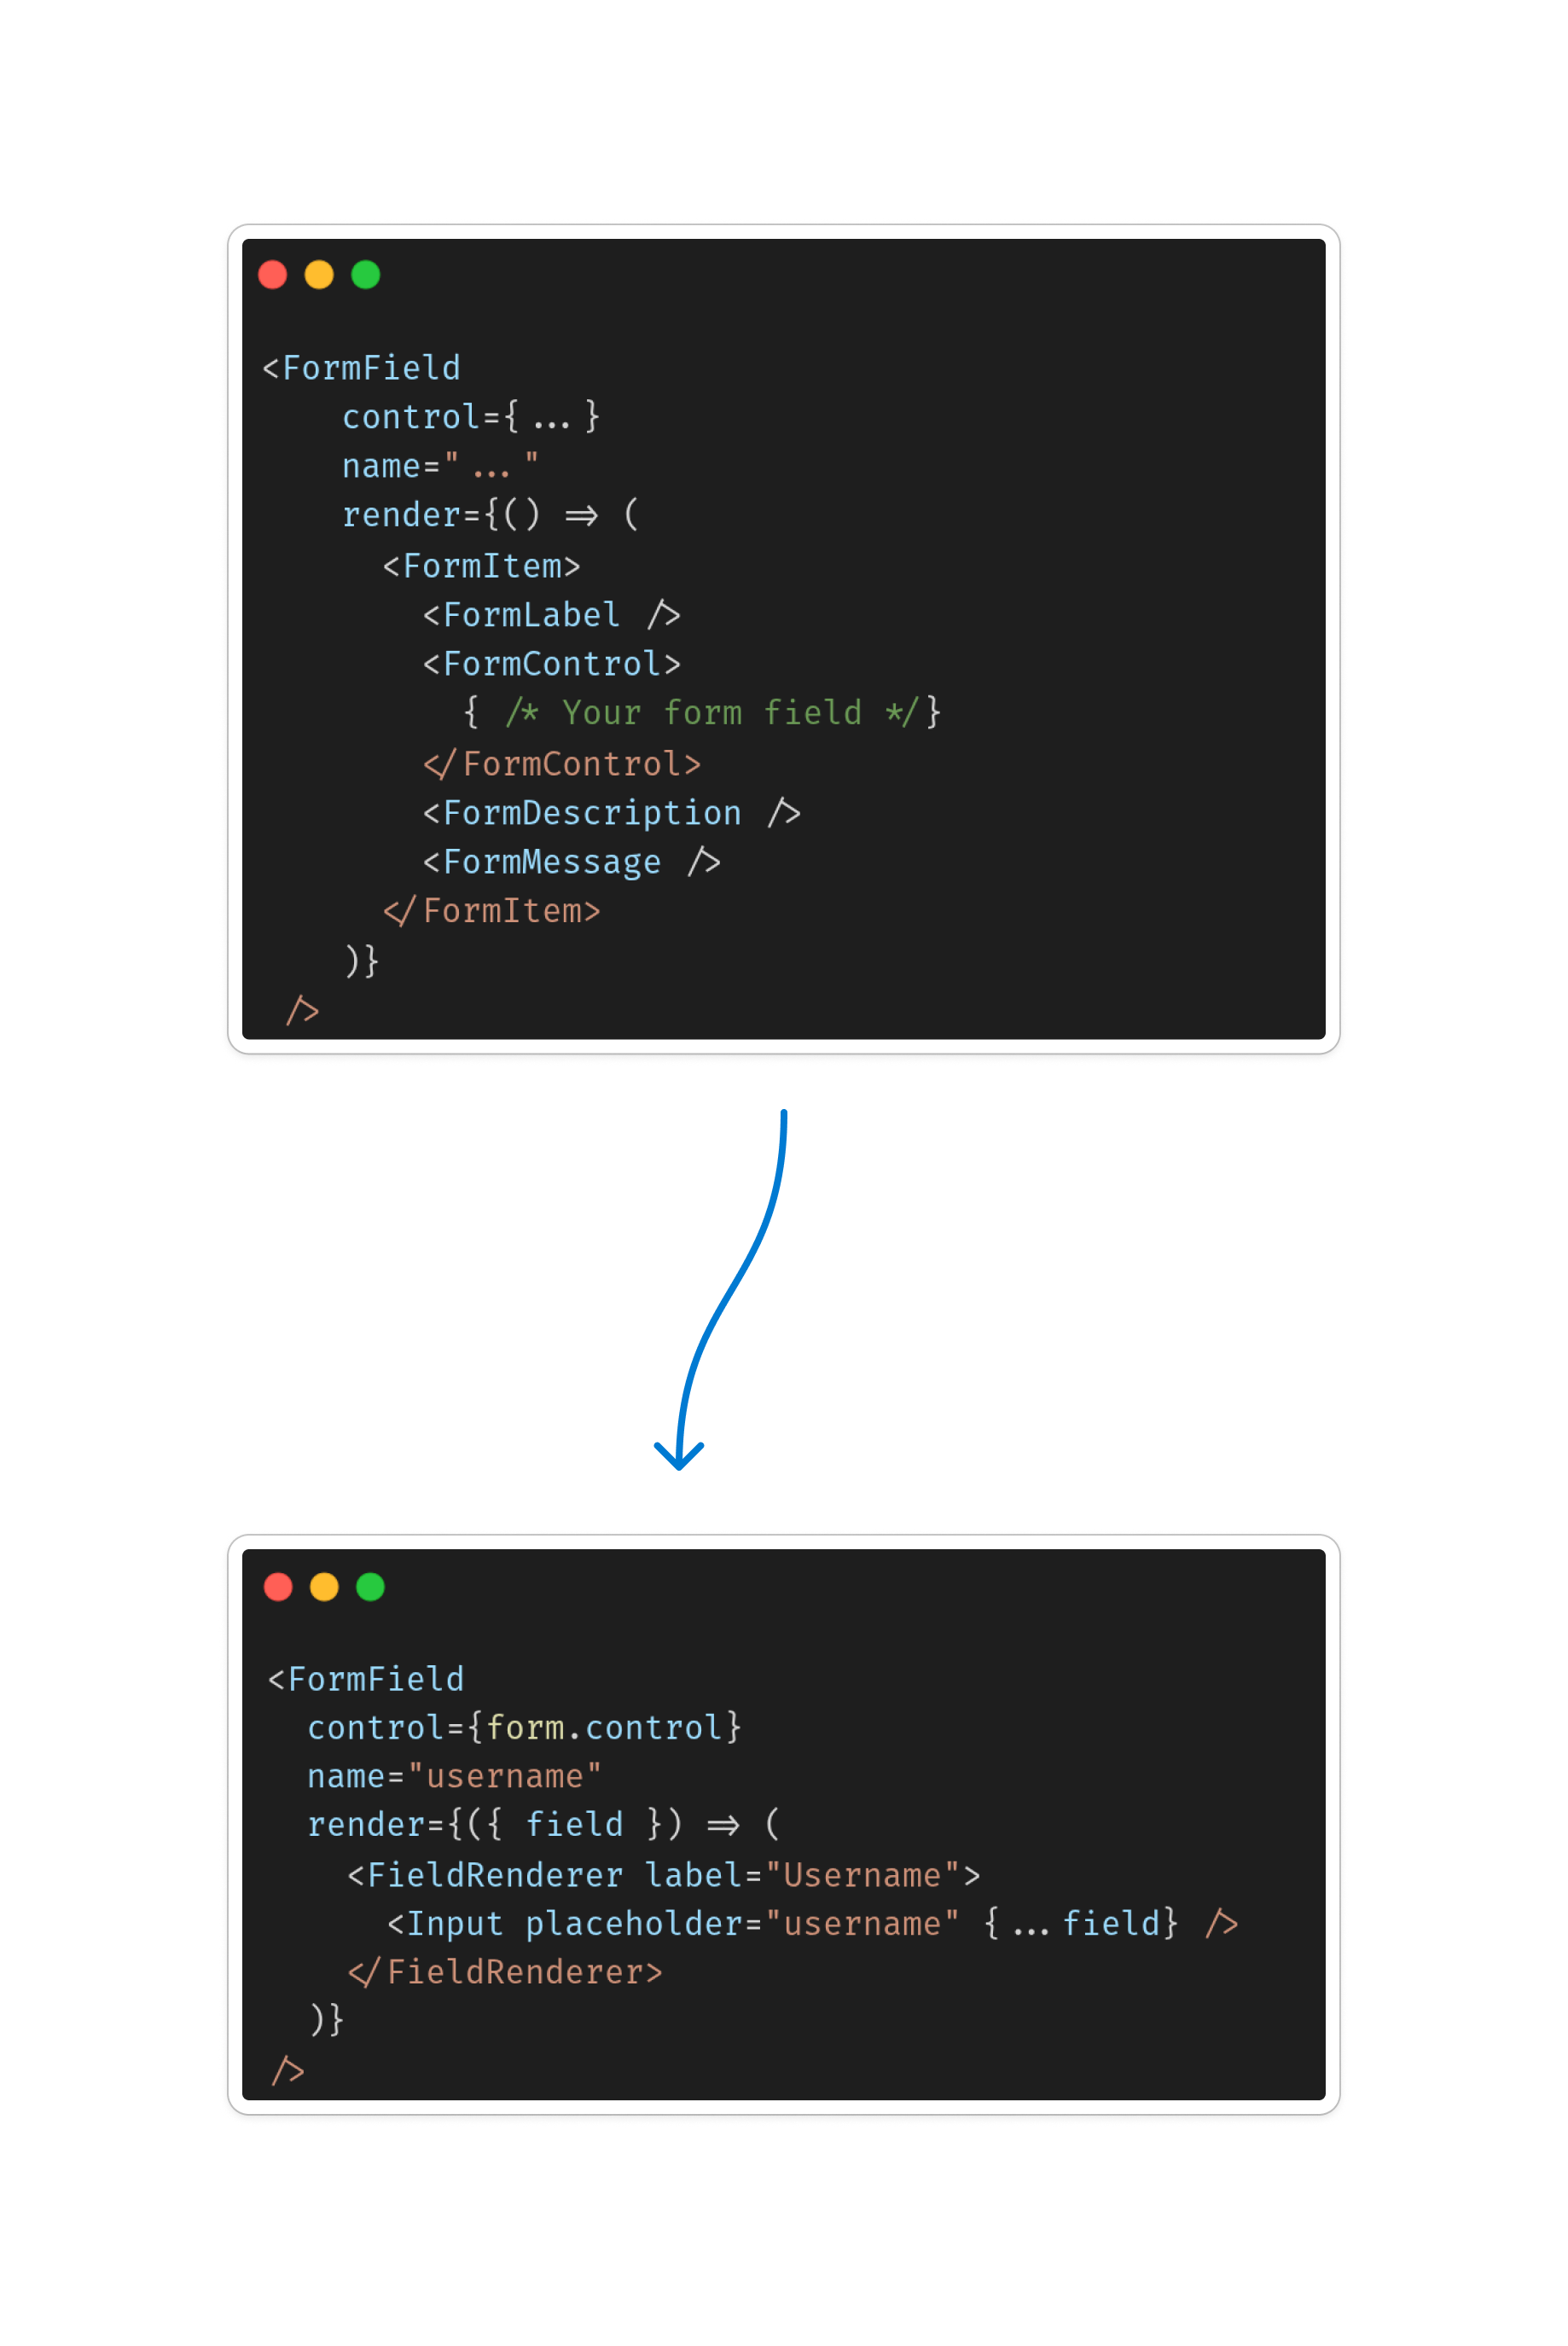 <FormField
    control={...}
    name="..."
    render={() => (
      <FormItem>
        <FormLabel />
        <FormControl>
          { /* Your form field */}
        </FormControl>
        <FormDescription />
        <FormMessage />
      </FormItem>
    )}
 />
<FormField
  control={form.control}
  name="username"
  render={({ field }) => (
    <FieldRenderer label="Username">
      <Input placeholder="username" {...field} />
    </FieldRenderer>
  )}
/>